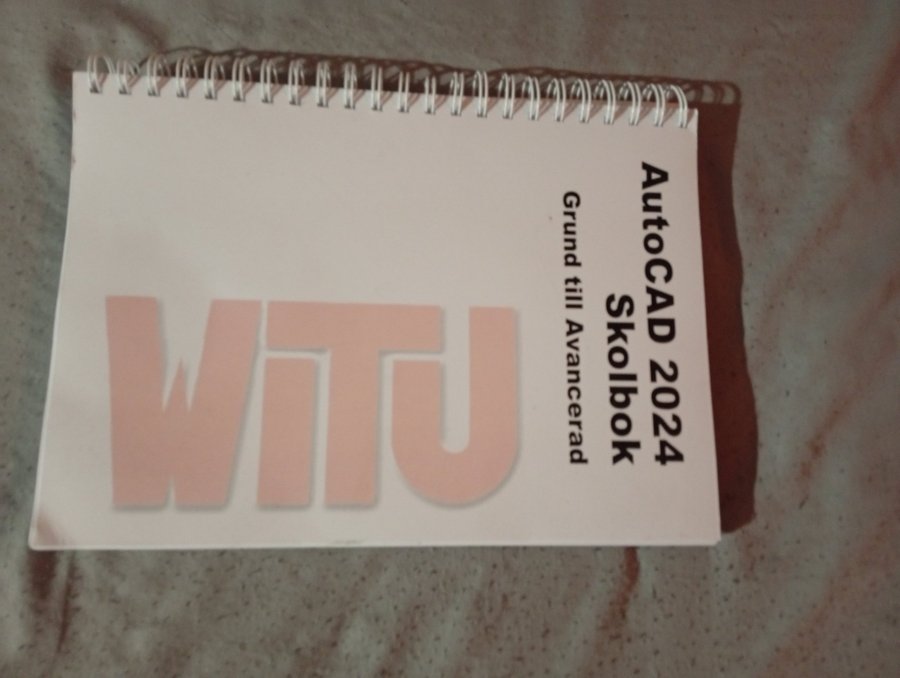 AutoCAD 2024
Skolbok
Grund till Avancerad
WiTU